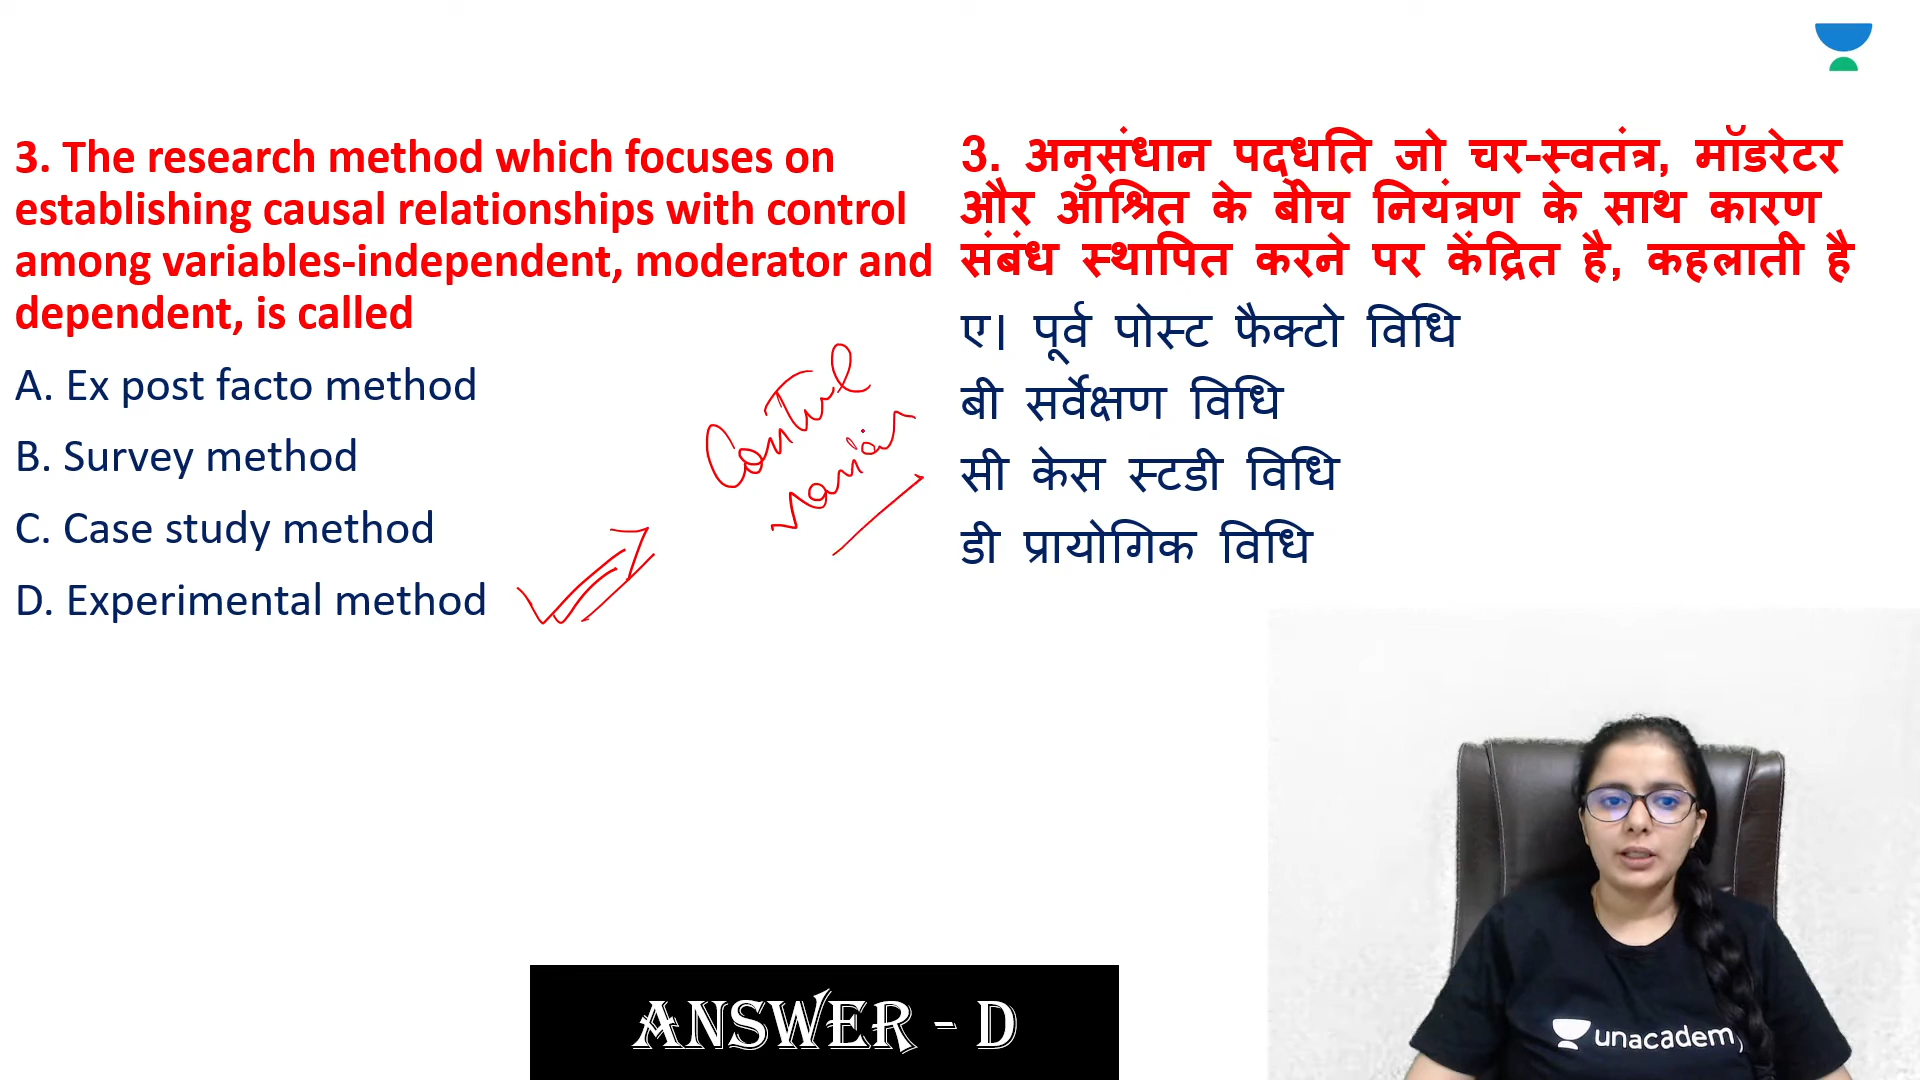 3. The research method which focuses on
establishing causal relationships with control
among variables-independent, moderator and
dependent, is called
A. Ex post facto method
B. Survey method
C. Case study method
D. Experimental method
Control
3. अनुसंधान पद्धति जो चर-स्वतंत्र, मॉडरेटर
और आश्रित के बीच नियंत्रण के साथ कारण
संबंध स्थापित करने पर केंद्रित है, कहलाती है
ए। पूर्व पोस्ट फैक्टो विधि
बी सर्वेक्षण विधि
सी केस स्टडी विधि
डी प्रायोगिक विधि
ANSWER - D
unacadem